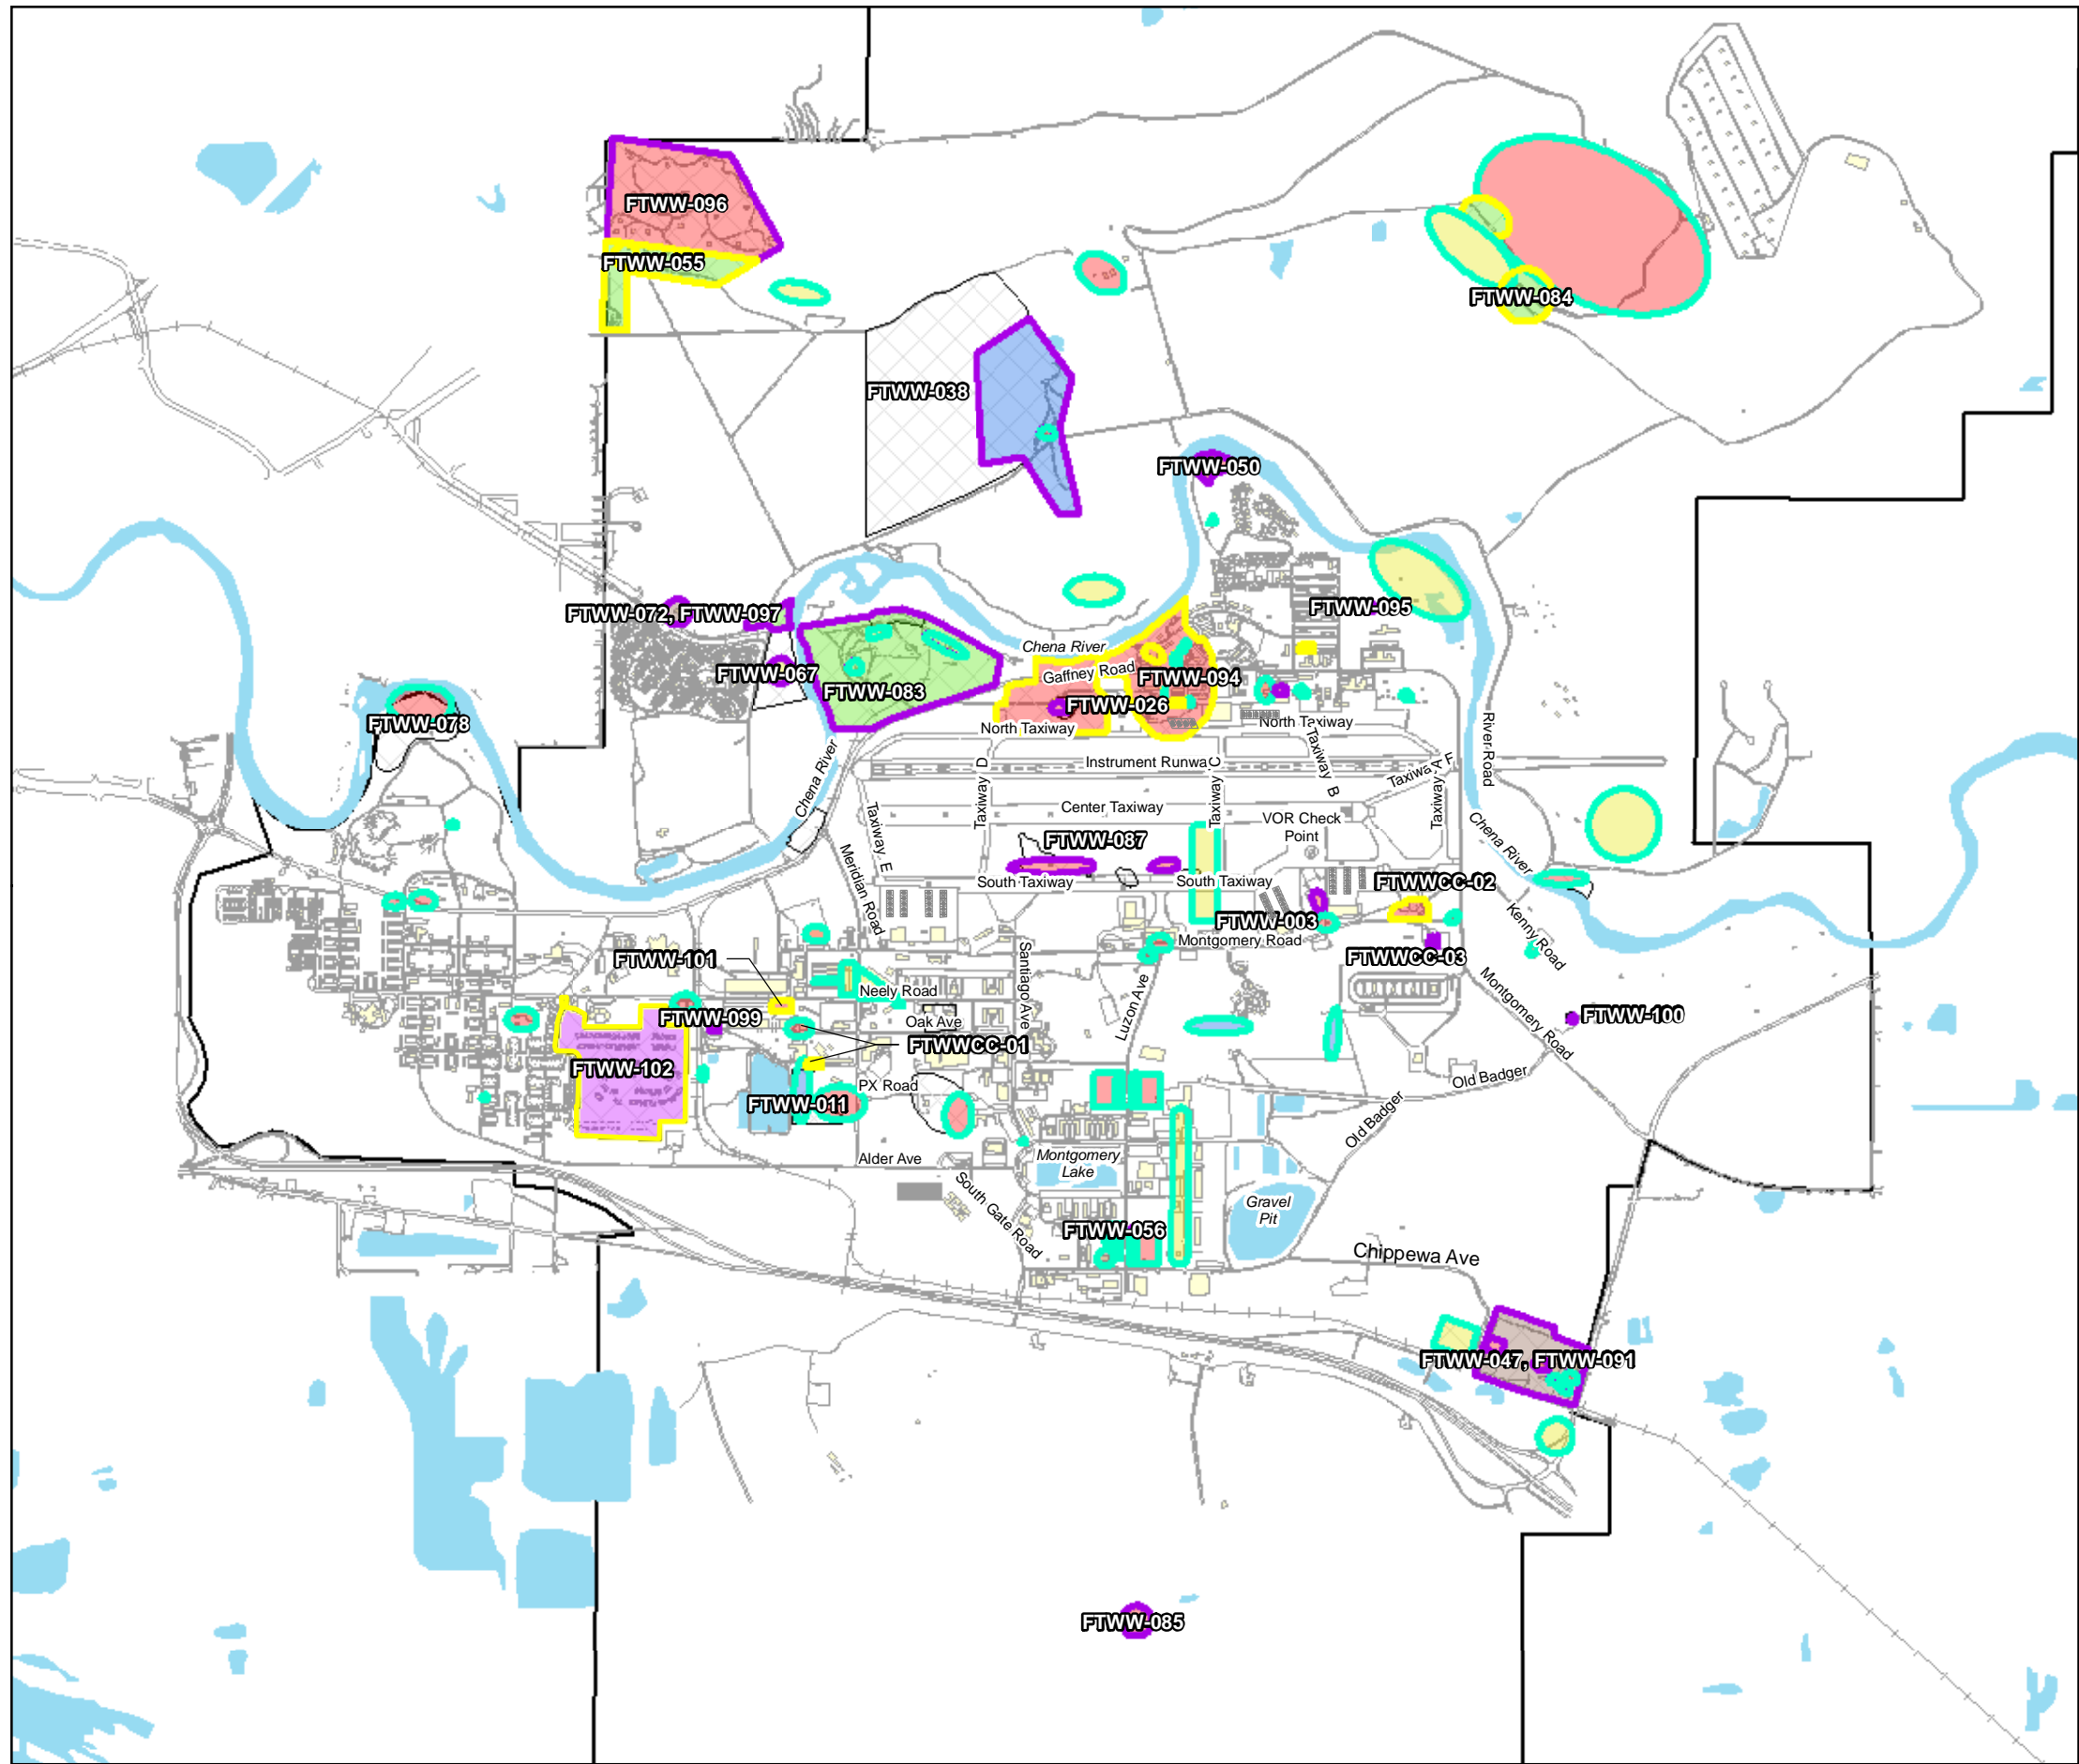 FTWW-096
FTWW-055
FTWW-084
FTWW-038
FTWW-050
FTWW-072, FTWW-097
FTWW-095
Chena River
Gaffney Road
FTWW-067
FTWW-094
FTWW-083
FTWW-026
FTWW-078
North Taxiway
North Taxiway
River Road
Taxiway B
Instrument Runwa
Taxiway C
Taxiway D
Taxiwa F
Taxiway A
Chena River
Center Taxiway
VOR Check
Point
Taxiway E
Chena River
FTWW-087
Meridian Road
South Taxiway
South Taxiway
FTWWCC-02
FTWW-003
Kenny Road
Montgomery Road
FTWW-101
Santiago Ave
FTWWCC-03
Neely Road
Luzon Ave
Montgomery Road
FTWW-099
Oak Ave
FTWW-100
FTWWCC-01
FTWW-102
PX Road
Old Badger
FTWW-011
Old Badger
Alder Ave
Montgomery
Lake
South Gate Road
Gravel
Pit
FTWW-056
Chippewa Ave
FTWW-047, FTWW-091
FTWW-085